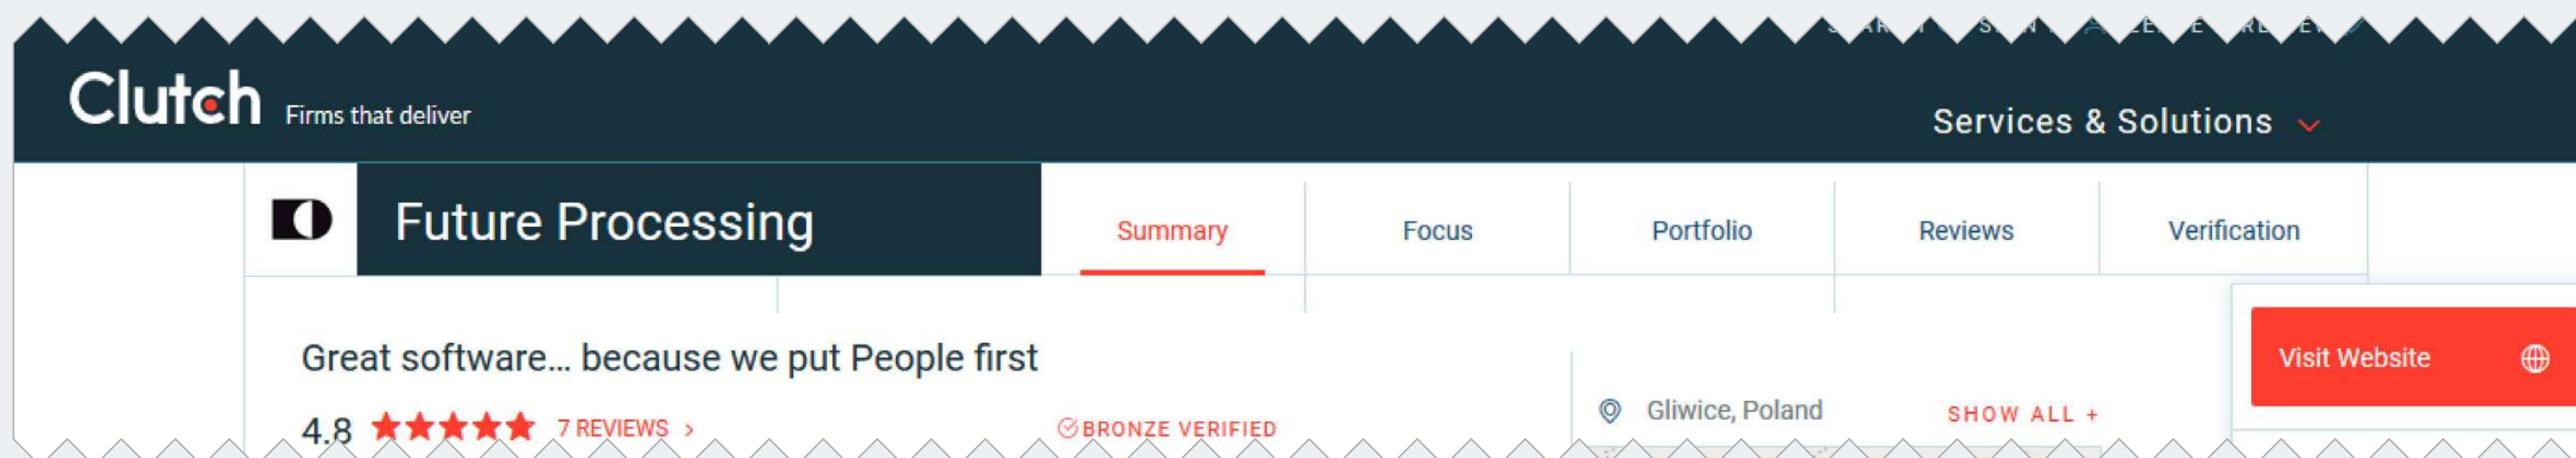 Clutch Firms that deliver
Services & Solutions
Future Processing
Summary
Focus
Portfolio
Reviews
Verification
Great software... because we put People first
Visit Website
4.8 7 REVIEWS >
BRONZE VERIFIED
Gliwice, Poland
SHOW ALL +